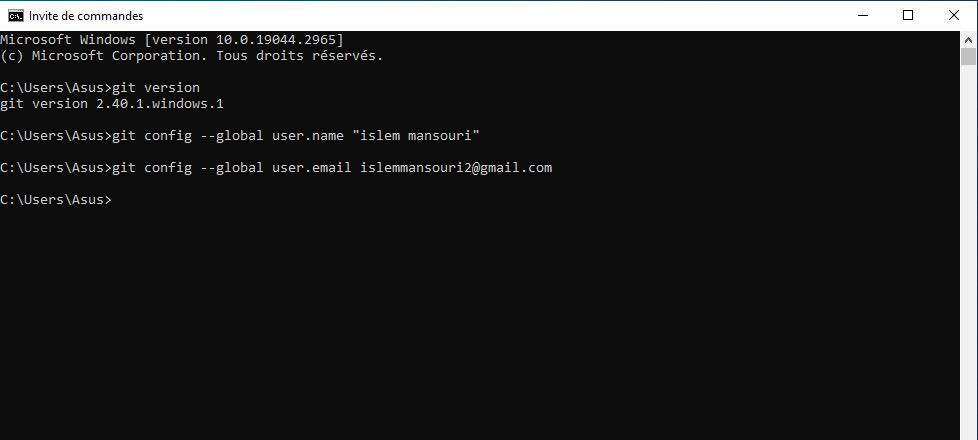 Invite de commandes
Microsoft Windows [version 10.0.19044.2965]
(c) Microsoft Corporation. Tous droits réservés.
C:\Users\Asus>git version
git version 2.40.1.windows.1
C:\Users\Asus>git config --global user.name "islem mansouri"
C:\Users\Asus>git config --global user.email islemmansouri2@gmail.com
C:\Users\Asus>